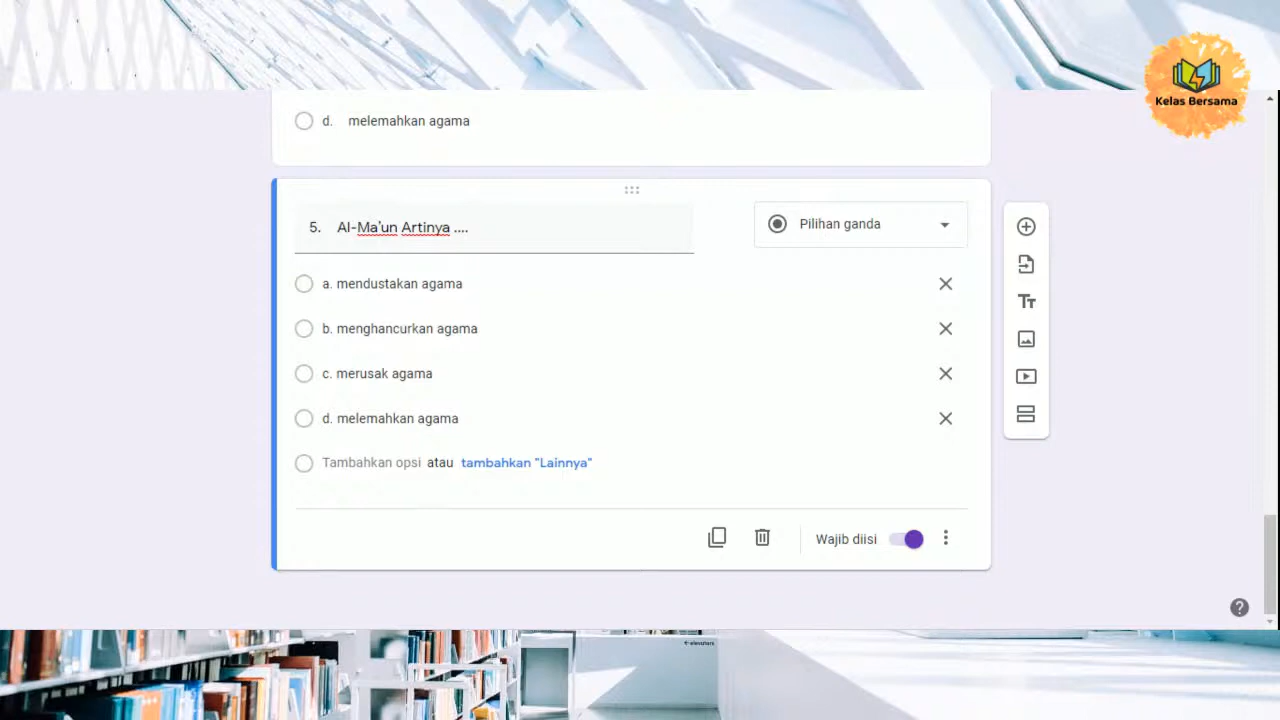 Kelas Bersama
d. melemahkan agama
5. Al-Ma'un Artinya ....
Pilihan ganda
a. mendustakan agama
b. menghancurkan agama
c. merusak agama
d. melemahkan agama
Tambahkan opsi atau tambahkan "Lainnya"
Wajib diisi